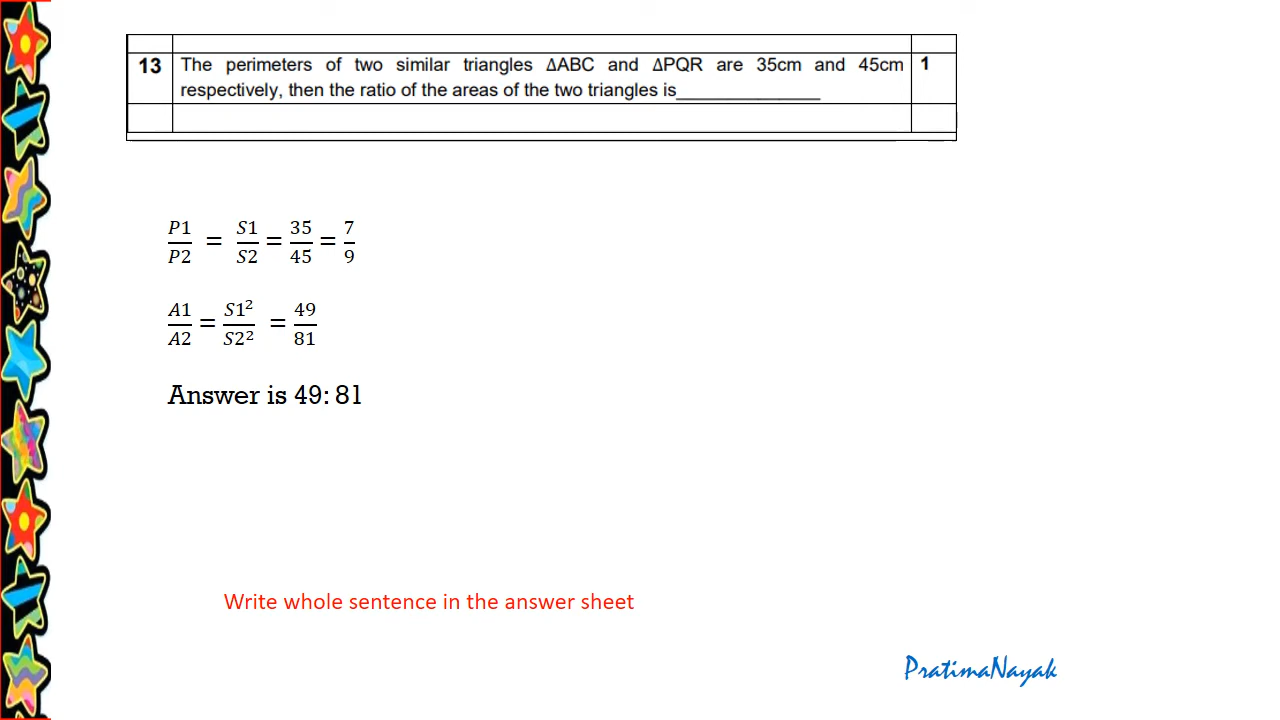 13 The perimeters of two similar triangles ΔABC and ΔPQR are 35cm and 45cm 1
respectively, then the ratio of the areas of the two triangles is_______________
P1/P2 = S1/S2 = 35/45 = 7/9
A1/A2 = S1²/S2² = 49/81
Answer is 49: 81
Write whole sentence in the answer sheet
PratimaNayak